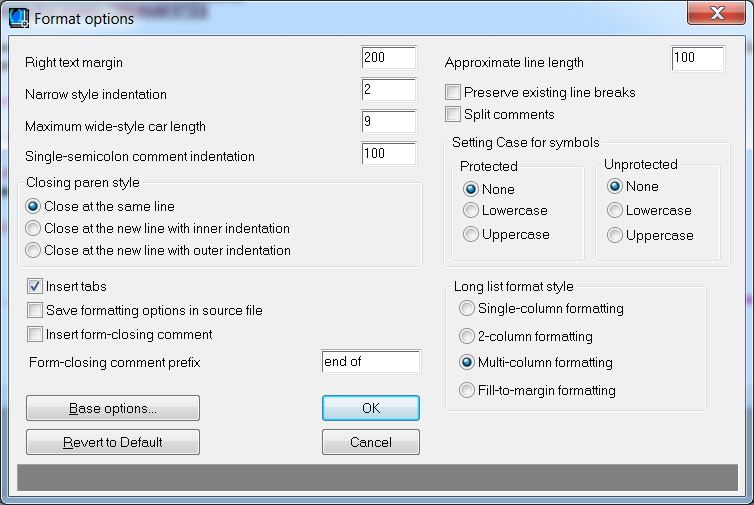 Format options
Right text margin 200
Narrow style indentation 2
Maximum wide-style car length 9
Single-semicolon comment indentation 100
Closing paren style
Close at the same line
Close at the new line with inner indentation
Close at the new line with outer indentation
Insert tabs
Save formatting options in source file
Insert form-closing comment
Form-closing comment prefix end of
Base options...
OK
Revert to Default
Cancel
Approximate line length 100
Preserve existing line breaks
Split comments
Setting Case for symbols
Protected
None
Lowercase
Uppercase
Unprotected
None
Lowercase
Uppercase
Long list format style
Single-column formatting
2-column formatting
Multi-column formatting
Fill-to-margin formatting